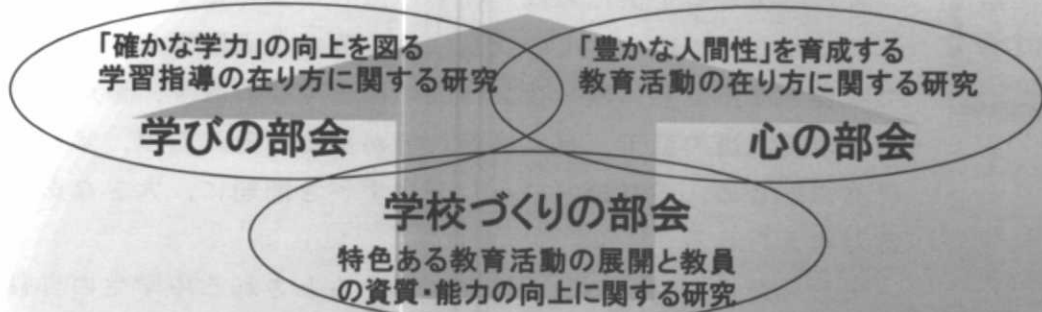 「確かな学力」の向上を図る
学習指導の在り方に関する研究
学びの部会
「豊かな人間性」を育成する
教育活動の在り方に関する研究
心の部会
学校づくりの部会
特色ある教育活動の展開と教員
の資質・能力の向上に関する研究